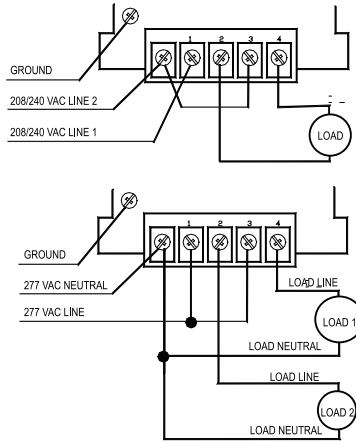 1 2 3 4
GROUND
208/240 VAC LINE 2
208/240 VAC LINE 1
LOAD
1 2 3 4
GROUND
277 VAC NEUTRAL
LOAD LINE
277 VAC LINE
LOAD 1
LOAD NEUTRAL
LOAD LINE
LOAD 2
LOAD NEUTRAL